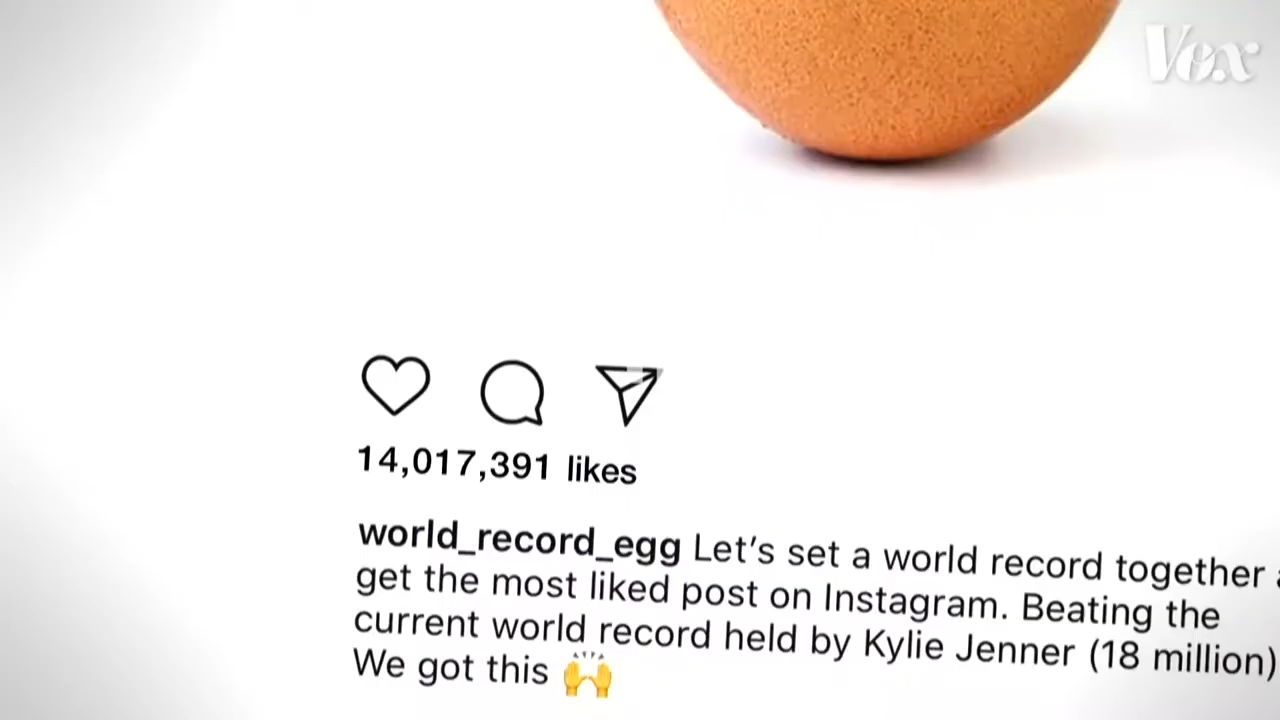 Vox
14,017,391 likes
world_record_egg Let’s set a world record together
get the most liked post on Instagram. Beating the
current world record held by Kylie Jenner (18 million)
We got this 🙌